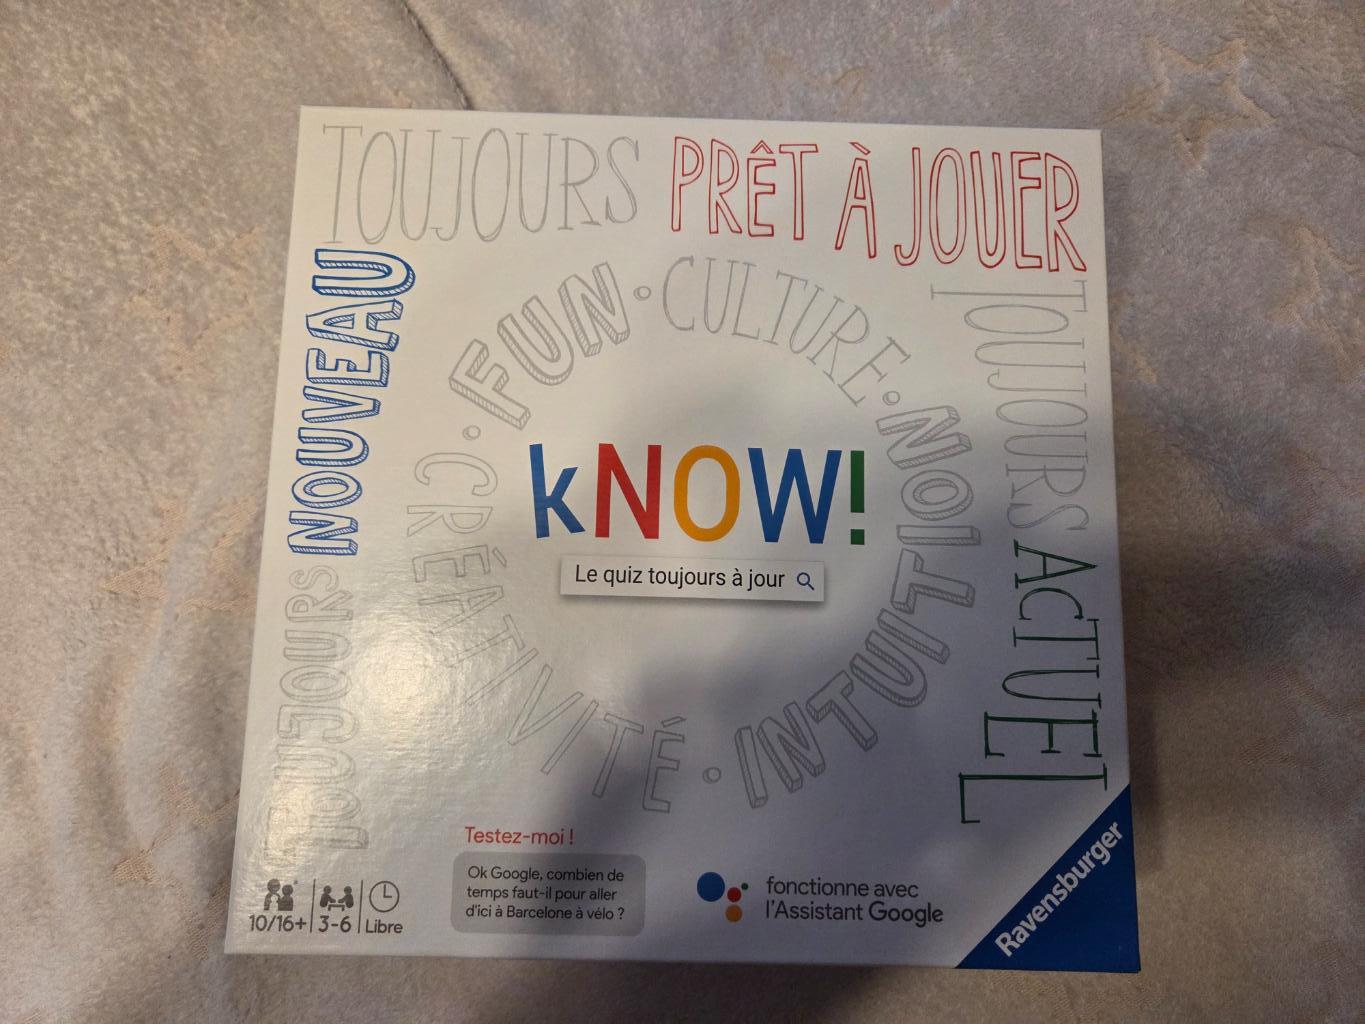 TOUJOURS PRÊT À JOUER
TOUJOURS NOUVEAU
TOUJOURS ACTUEL
FUN • CULTURE • INTUITION • CRÉATIVITÉ •
kNOW!
Le quiz toujours à jour
Testez-moi !
Ok Google, combien de
temps faut-il pour aller
d'ici à Barcelone à vélo ?
10/16+
3-6
Libre
fonctionne avec
l'Assistant Google
Ravensburger